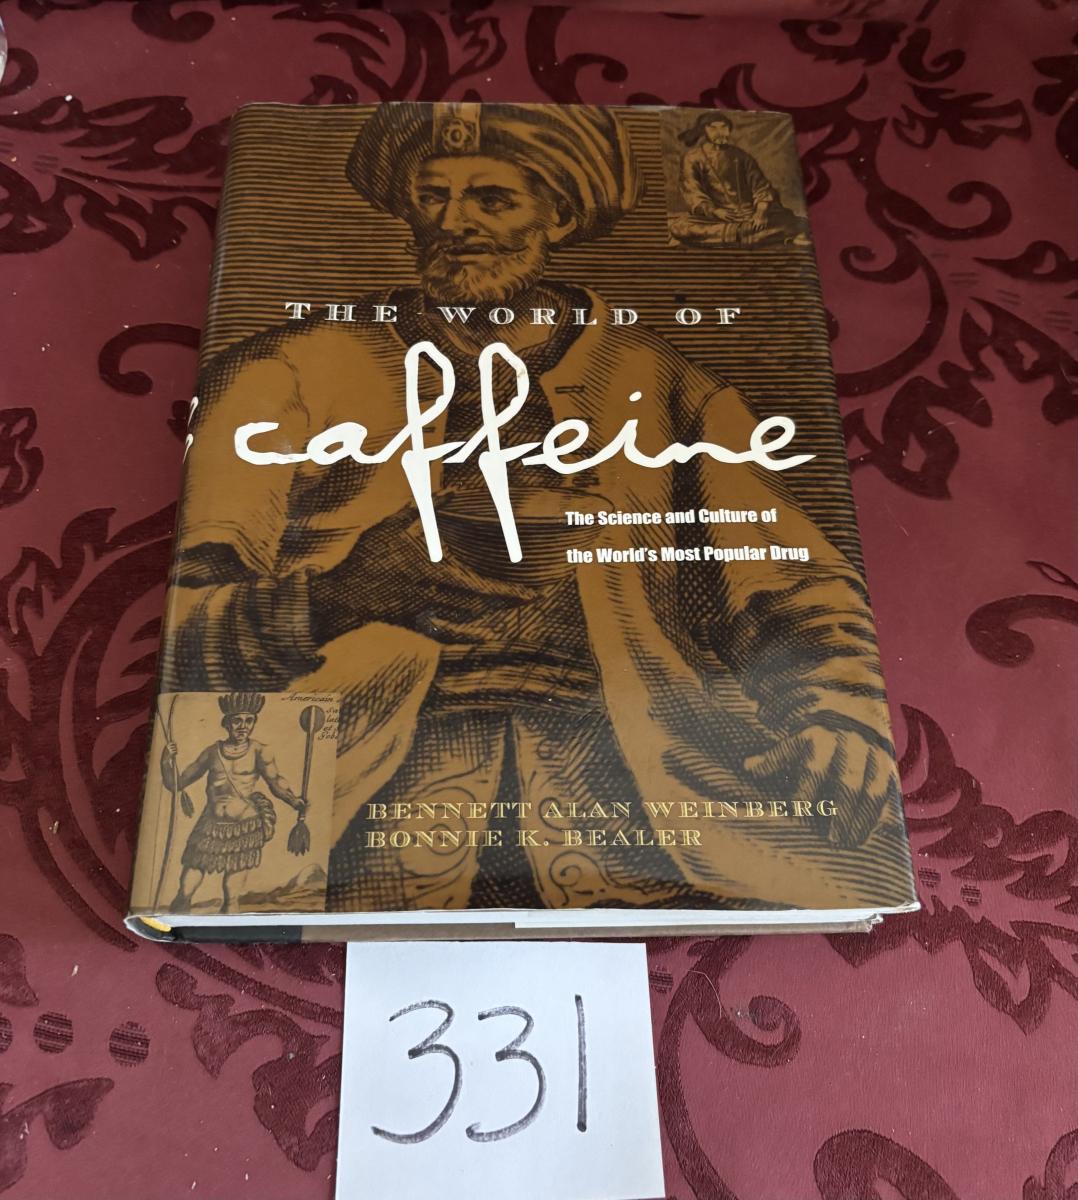 THE WORLD OF
caffeine
The Science and Culture of
the World's Most Popular Drug
Americain
BENNETT ALAN WEINBERG
BONNIE K. BEALER
331